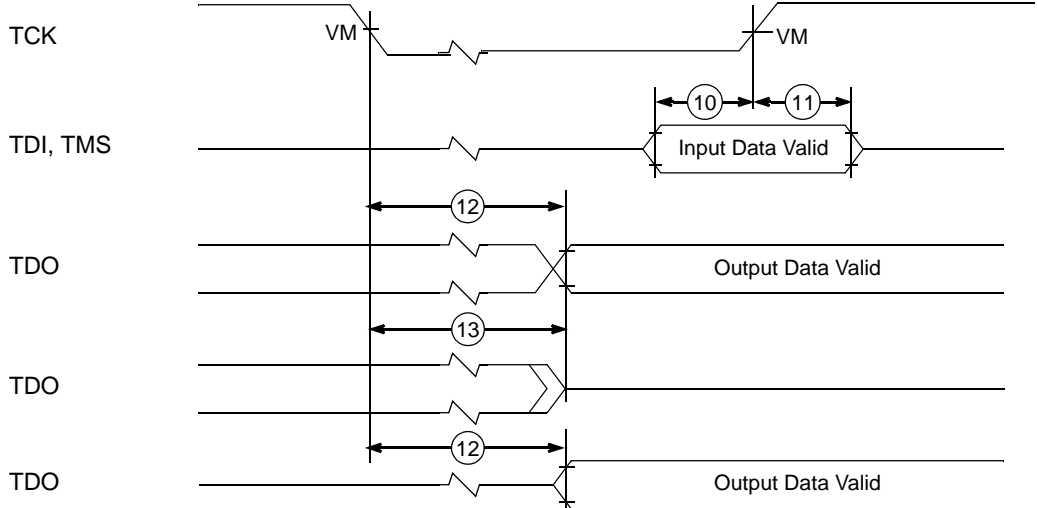 TCK
VM
VM
10
11
TDI, TMS
Input Data Valid
12
TDO
Output Data Valid
13
TDO
12
TDO
Output Data Valid